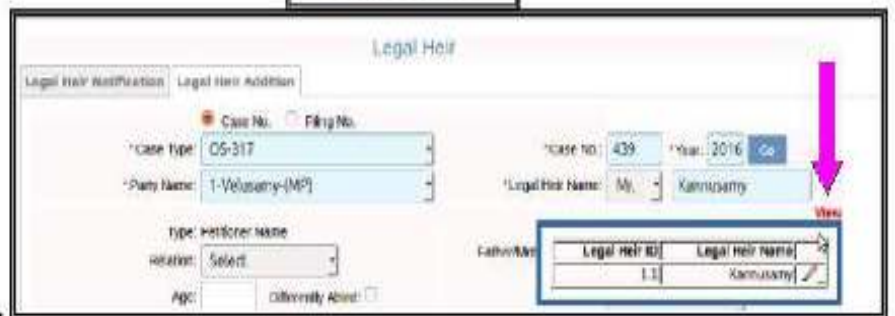 Legal Heir
Legal Heir Notification Legal Heir Addition
Case No. Filing No.
*Case Type: OS-317 *Case No.: 439 *Year: 2016 Go
*Party Name: 1-Velusamy-(MP) *Legal Heir Name: Mr. Kannusamy
View
Type: Petitioner Name
Relation: Select Legal Heir ID Legal Heir Name
1.1 Kannusamy
Age: Differently Abled: